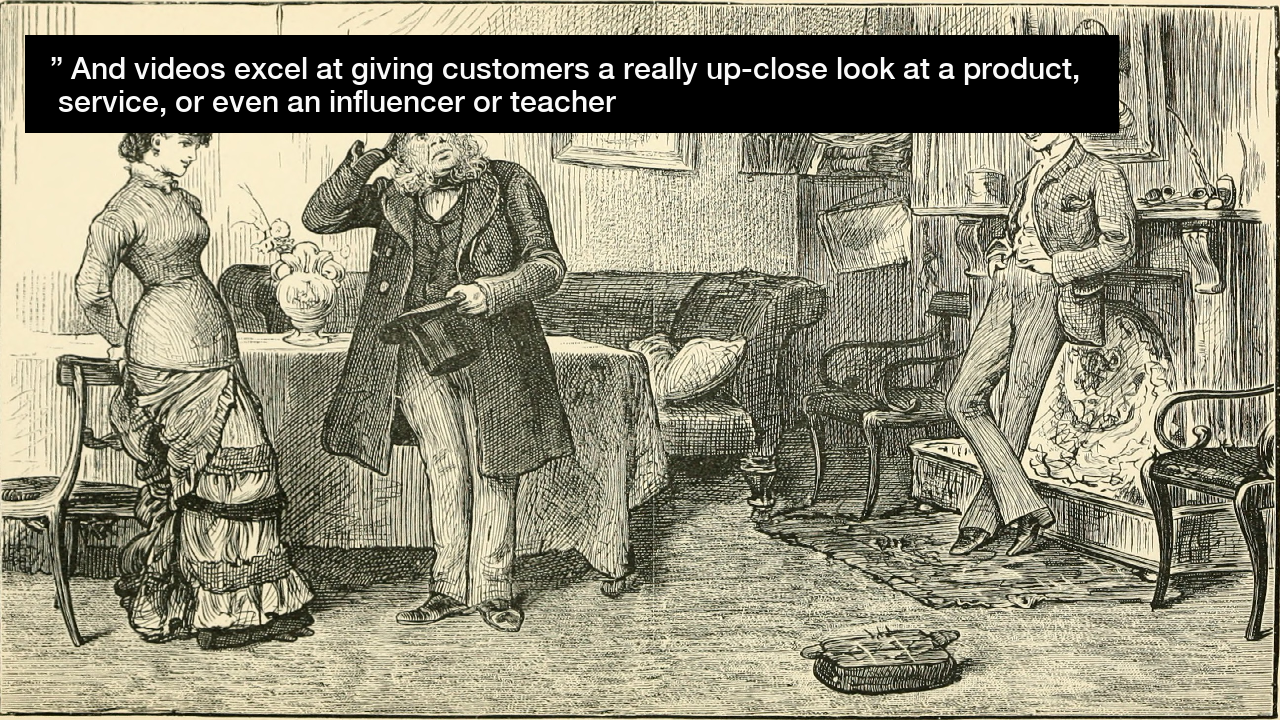 ” And videos excel at giving customers a really up-close look at a product,
service, or even an influencer or teacher